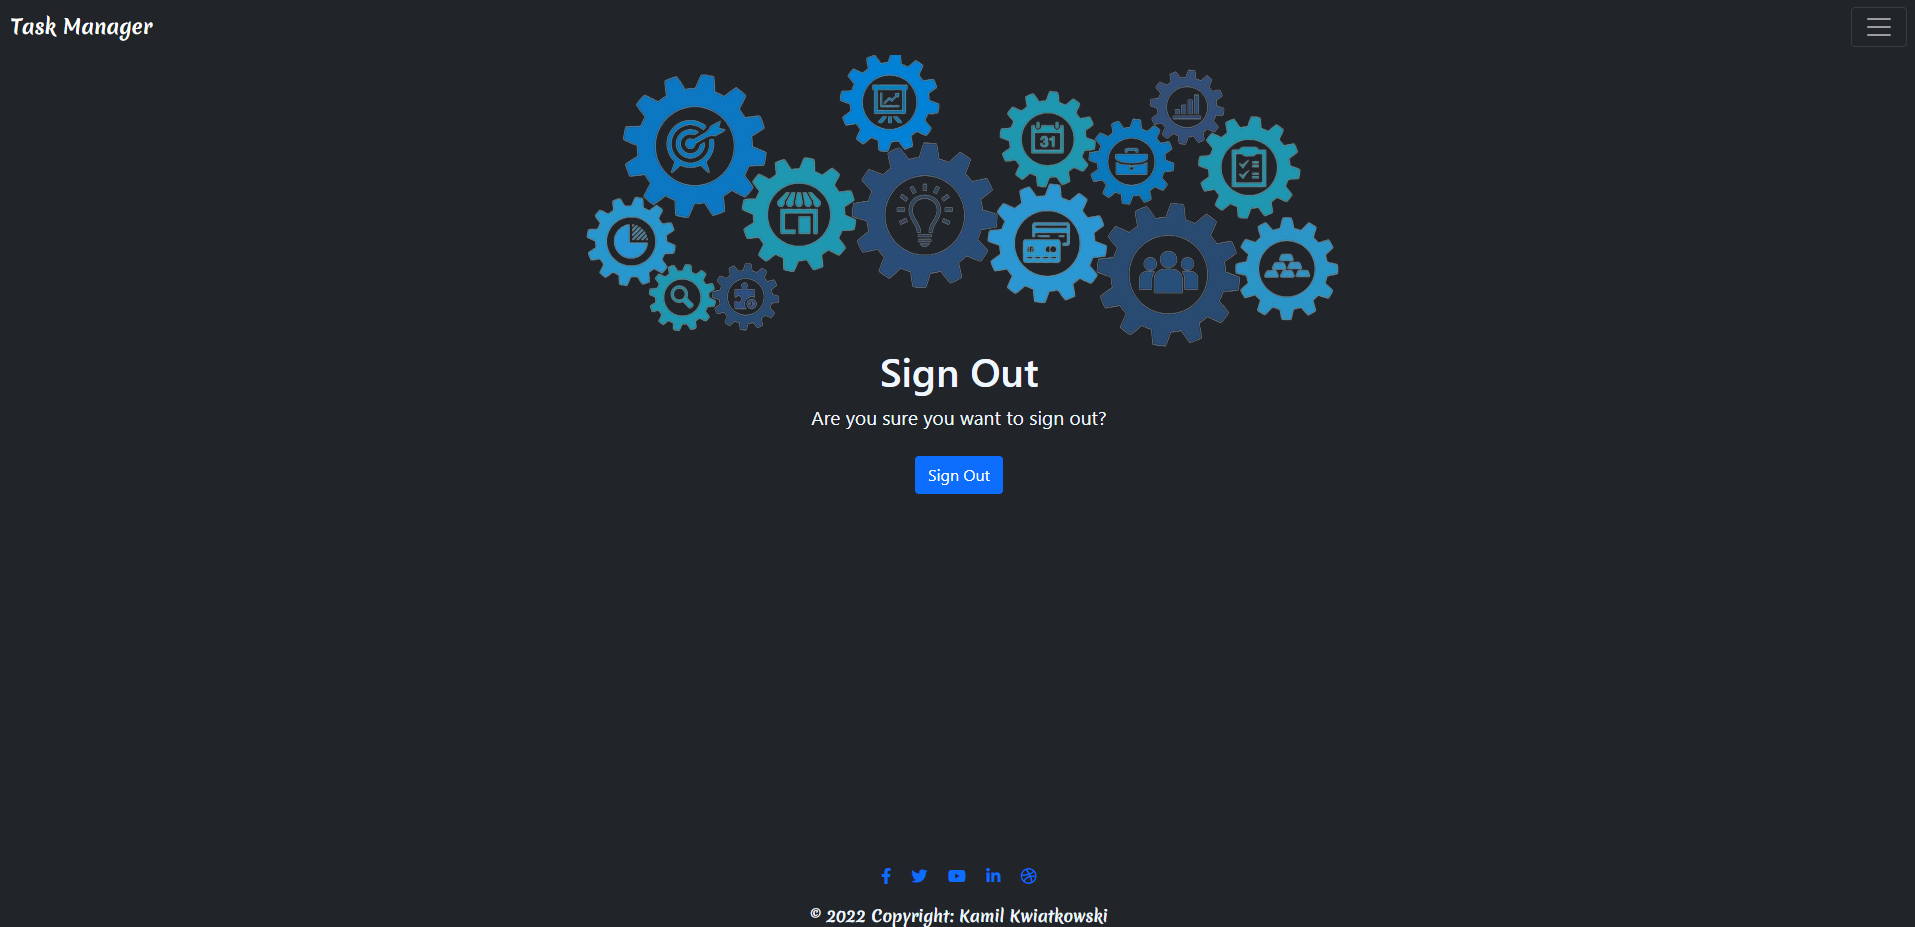 Task Manager
31
Sign Out
Are you sure you want to sign out?
Sign Out
© 2022 Copyright: Kamil Kwiatkowski